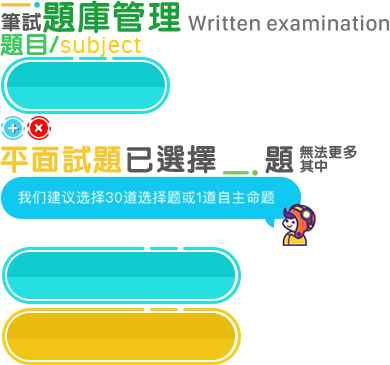 筆試題庫管理 Written examination
題目/subject
平面試題已選擇 __. 題 無法更多
其中
我们建议选择30道选择题或1道自主命题